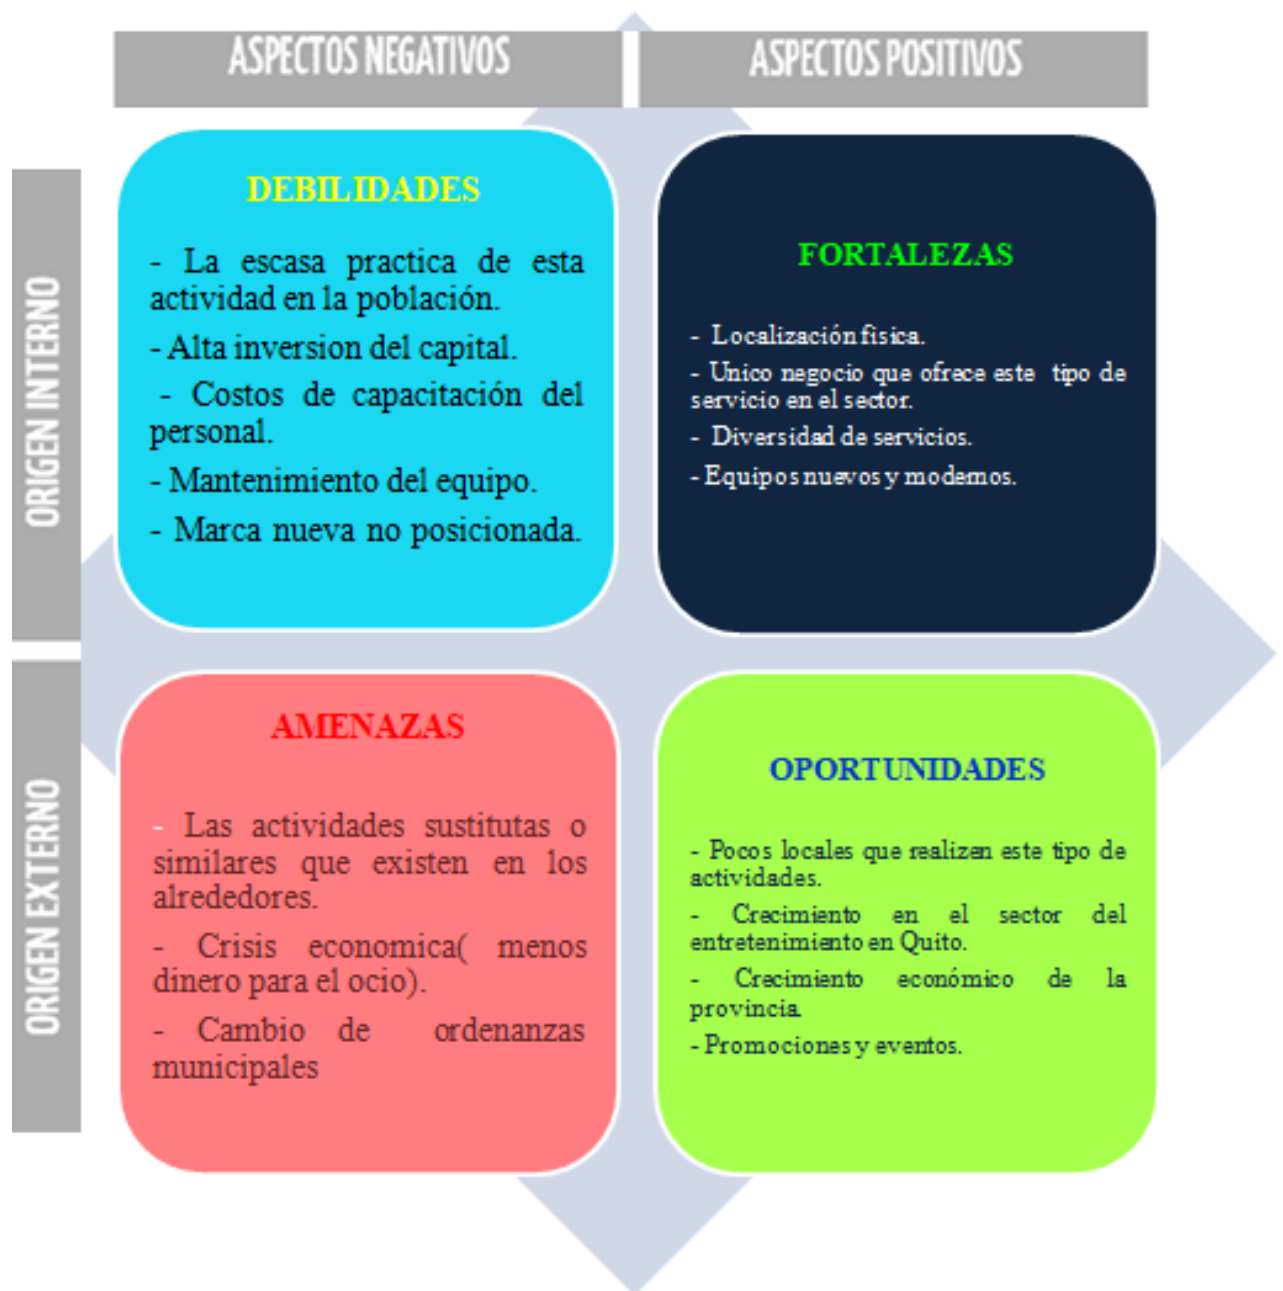 ASPECTOS NEGATIVOS
ASPECTOS POSITIVOS
ORIGEN INTERNO
DEBILIDADES
- La escasa practica de esta
actividad en la población.
- Alta inversion del capital.
- Costos de capacitación del
personal.
- Mantenimiento del equipo.
- Marca nueva no posicionada.
FORTALEZAS
- Localización fisica.
- Unico negocio que ofrece este tipo de
servicio en el sector.
- Diversidad de servicios.
- Equipos nuevos y modernos.
ORIGEN EXTERNO
AMENAZAS
- Las actividades sustitutas o
similares que existen en los
alrededores.
- Crisis economica( menos
dinero para el ocio).
- Cambio de ordenanzas
municipales
OPORTUNIDADES
- Pocos locales que realizan este tipo de
actividades.
- Crecimiento en el sector del
entretenimiento en Quito.
- Crecimiento económico de la
provincia.
- Promociones y eventos.